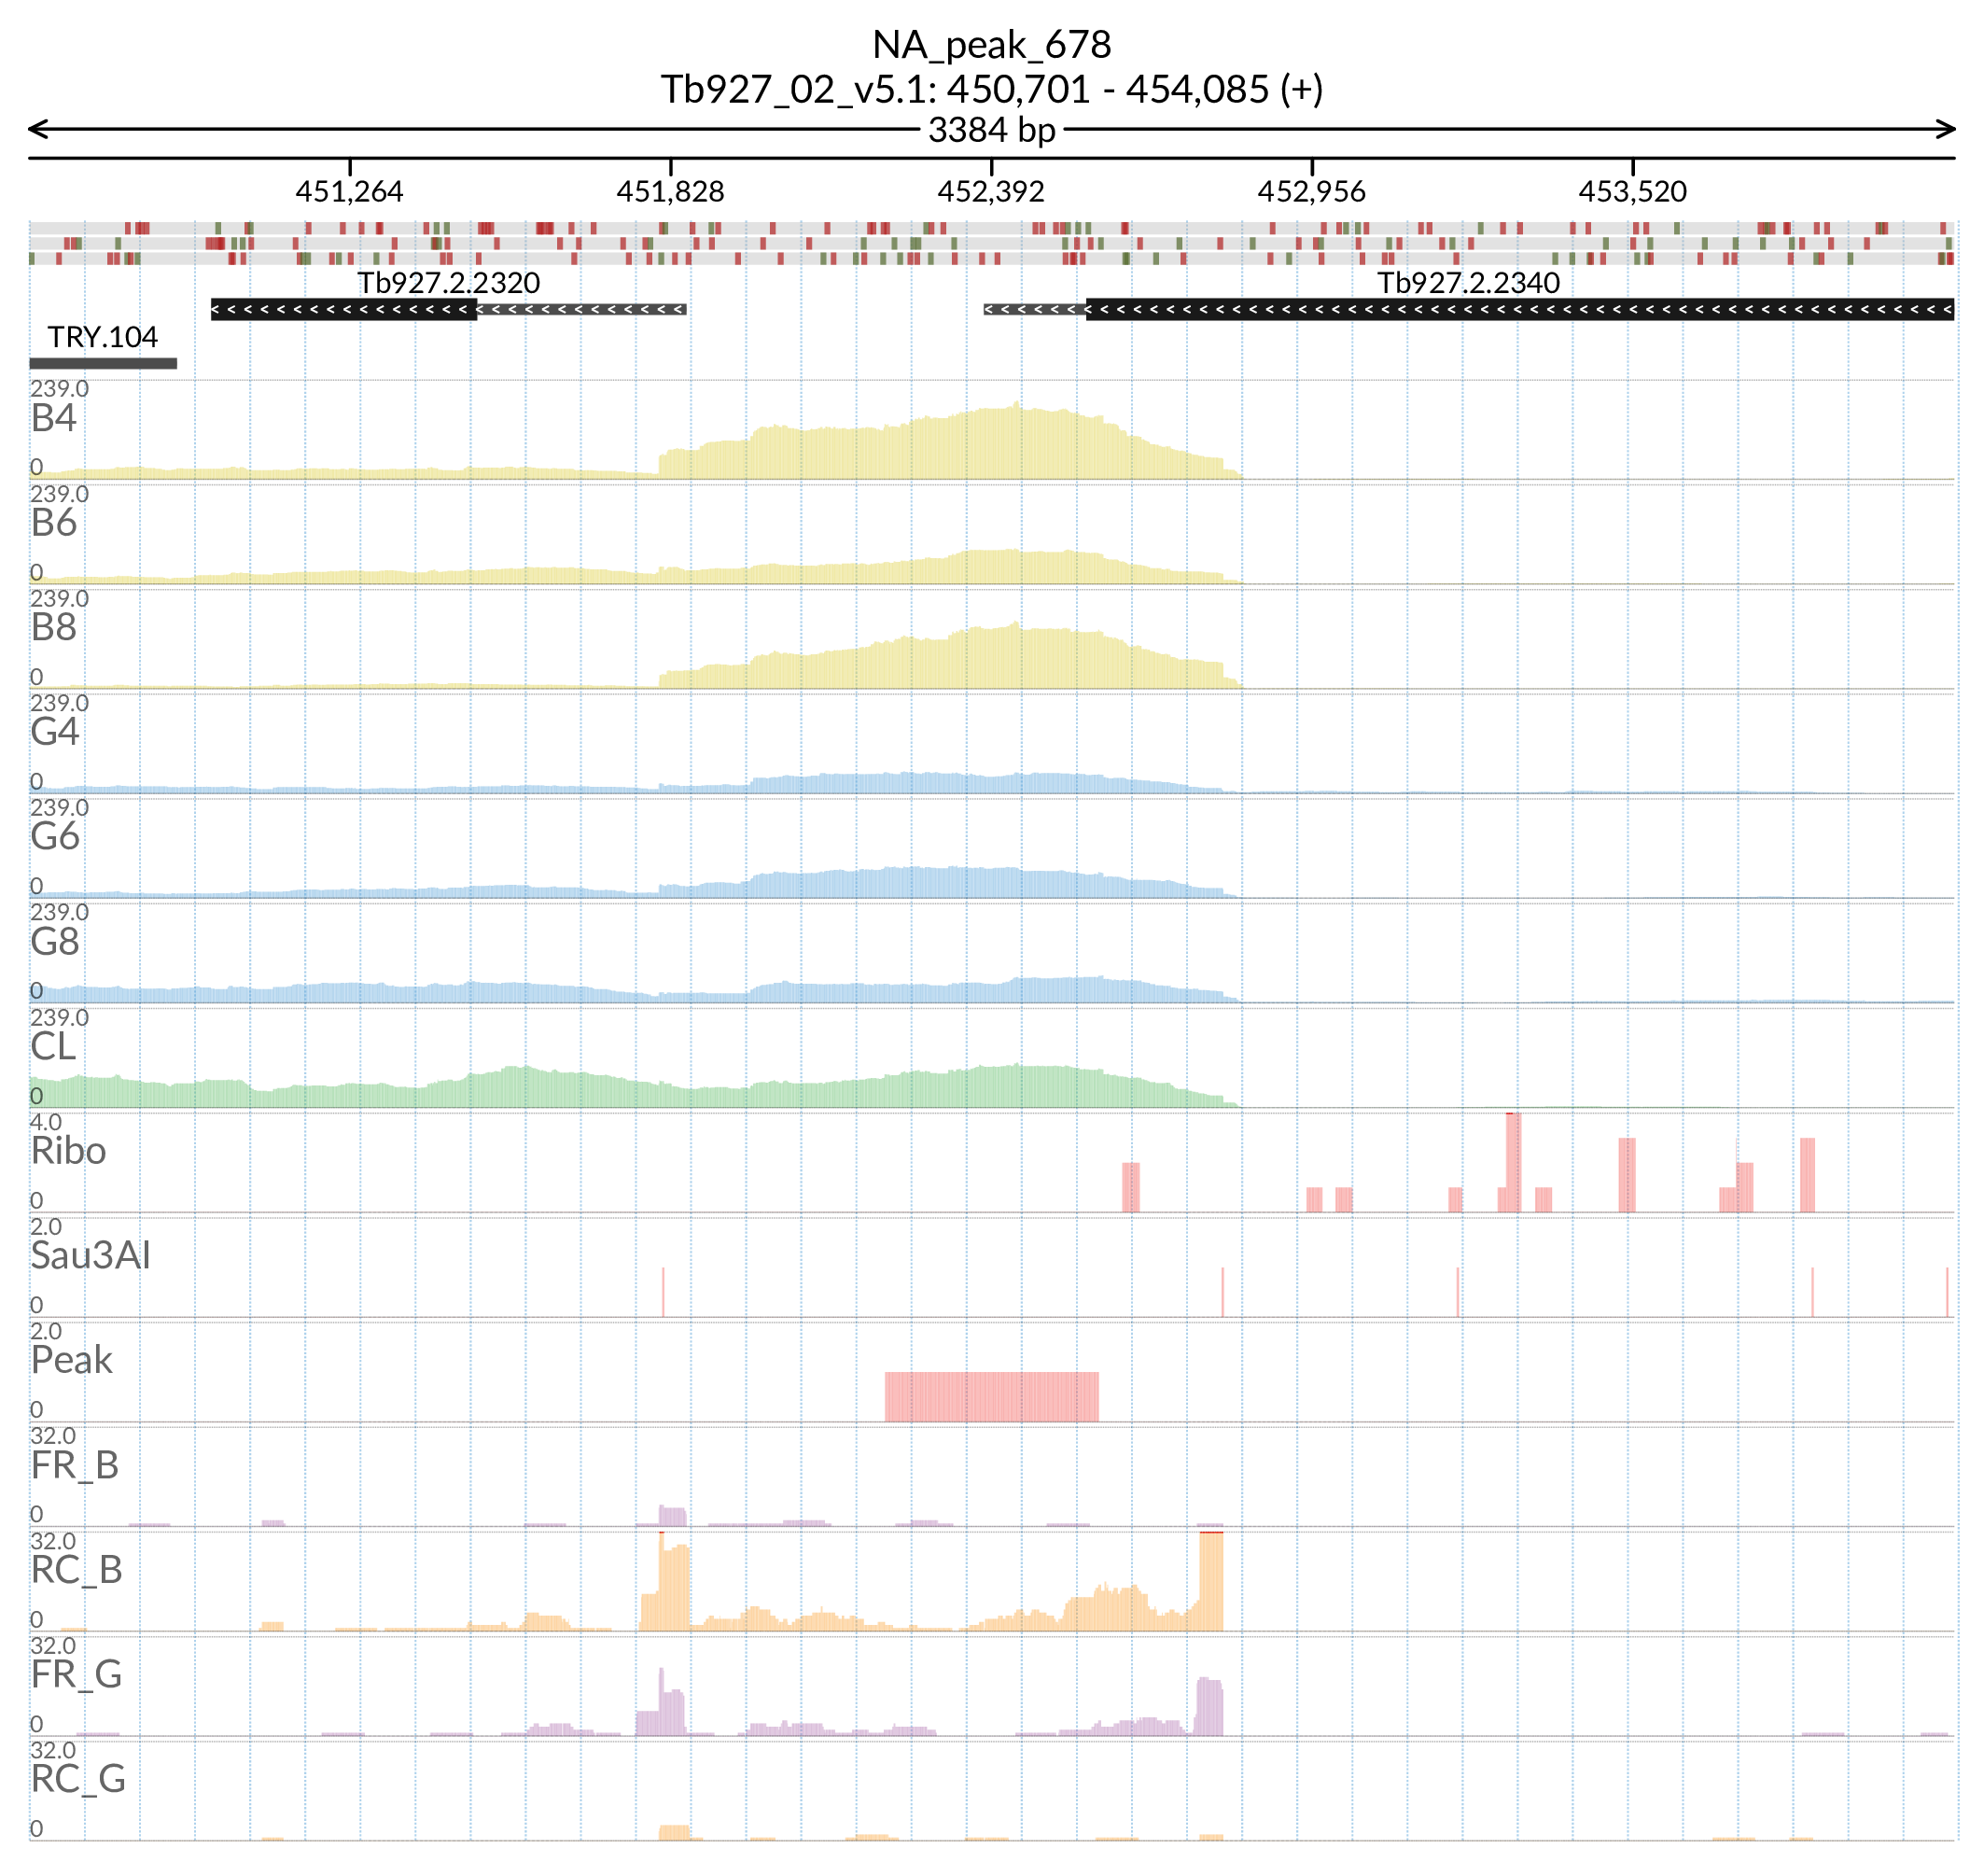 NA_peak_678
Tb927_02_v5.1: 450,701 - 454,085 (+)
3384 bp
451,264 451,828 452,392 452,956 453,520
Tb927.2.2320 Tb927.2.2340
TRY.104
239.0
B4
0
239.0
B6
0
239.0
B8
0
239.0
G4
0
239.0
G6
0
239.0
G8
0
239.0
CL
0
4.0
Ribo
0
2.0
Sau3AI
0
2.0
Peak
0
32.0
FR_B
0
32.0
RC_B
0
32.0
FR_G
0
32.0
RC_G
0